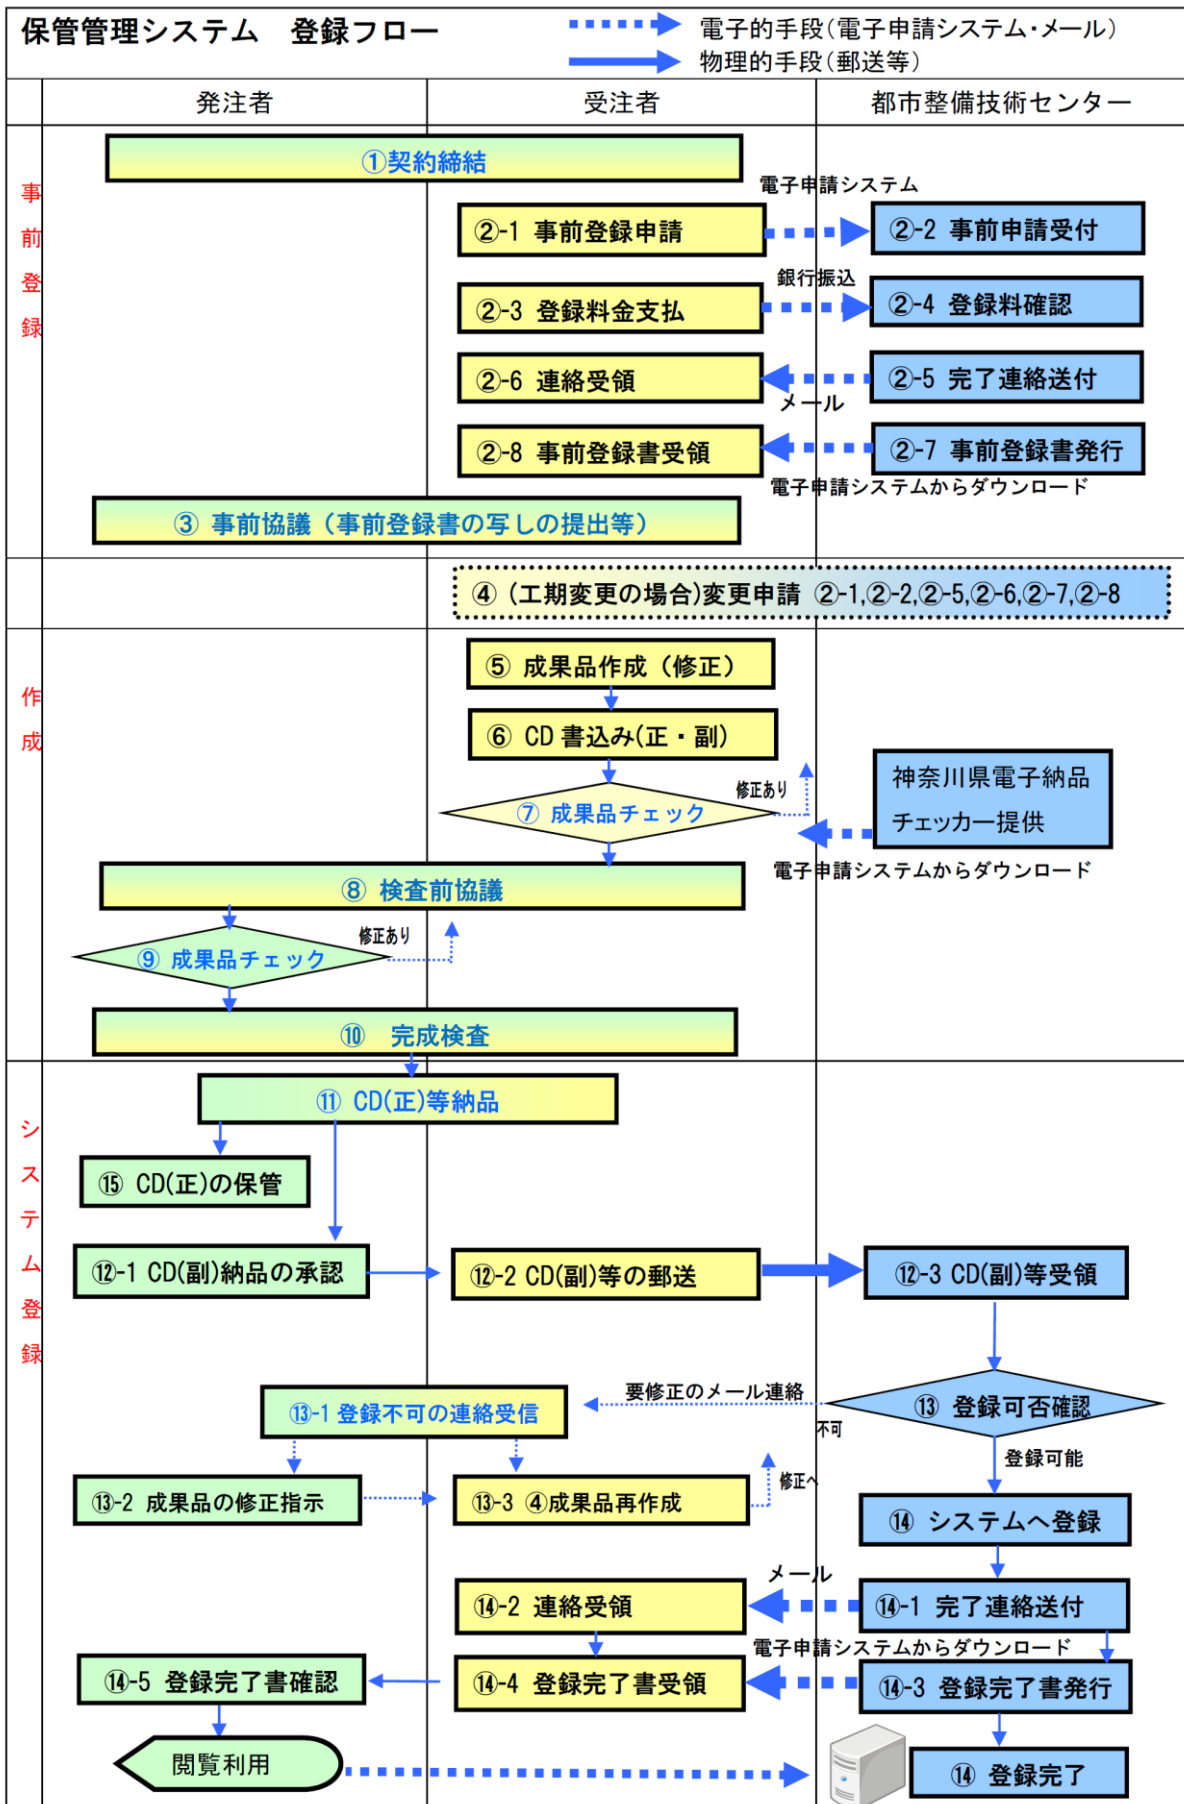 保管管理システム　登録フロー
電子的手段(電子申請システム・メール)
物理的手段(郵送等)
発注者
受注者
都市整備技術センター
事前登録
①契約締結
電子申請システム
②-1 事前登録申請
②-2 事前申請受付
銀行振込
②-3 登録料金支払
②-4 登録料確認
②-6 連絡受領
②-5 完了連絡送付
メール
②-8 事前登録書受領
②-7 事前登録書発行
電子申請システムからダウンロード
③ 事前協議（事前登録書の写しの提出等）
④ (工期変更の場合)変更申請 ②-1,②-2,②-5,②-6,②-7,②-8
作成
⑤ 成果品作成（修正）
⑥ CD 書込み(正・副)
神奈川県電子納品
チェッカー提供
修正あり
⑦ 成果品チェック
電子申請システムからダウンロード
⑧ 検査前協議
修正あり
⑨ 成果品チェック
⑩　完成検査
システム登録
⑪ CD(正)等納品
⑮ CD(正)の保管
⑫-1 CD(副)納品の承認
⑫-2 CD(副)等の郵送
⑫-3 CD(副)等受領
要修正のメール連絡
⑬ 登録可否確認
不可
⑬-1 登録不可の連絡受信
登録可能
⑬-2 成果品の修正指示
⑬-3 ④成果品再作成
修正へ
⑭ システムへ登録
メール
⑭-2 連絡受領
⑭-1 完了連絡送付
電子申請システムからダウンロード
⑭-5 登録完了書確認
⑭-4 登録完了書受領
⑭-3 登録完了書発行
閲覧利用
⑭ 登録完了